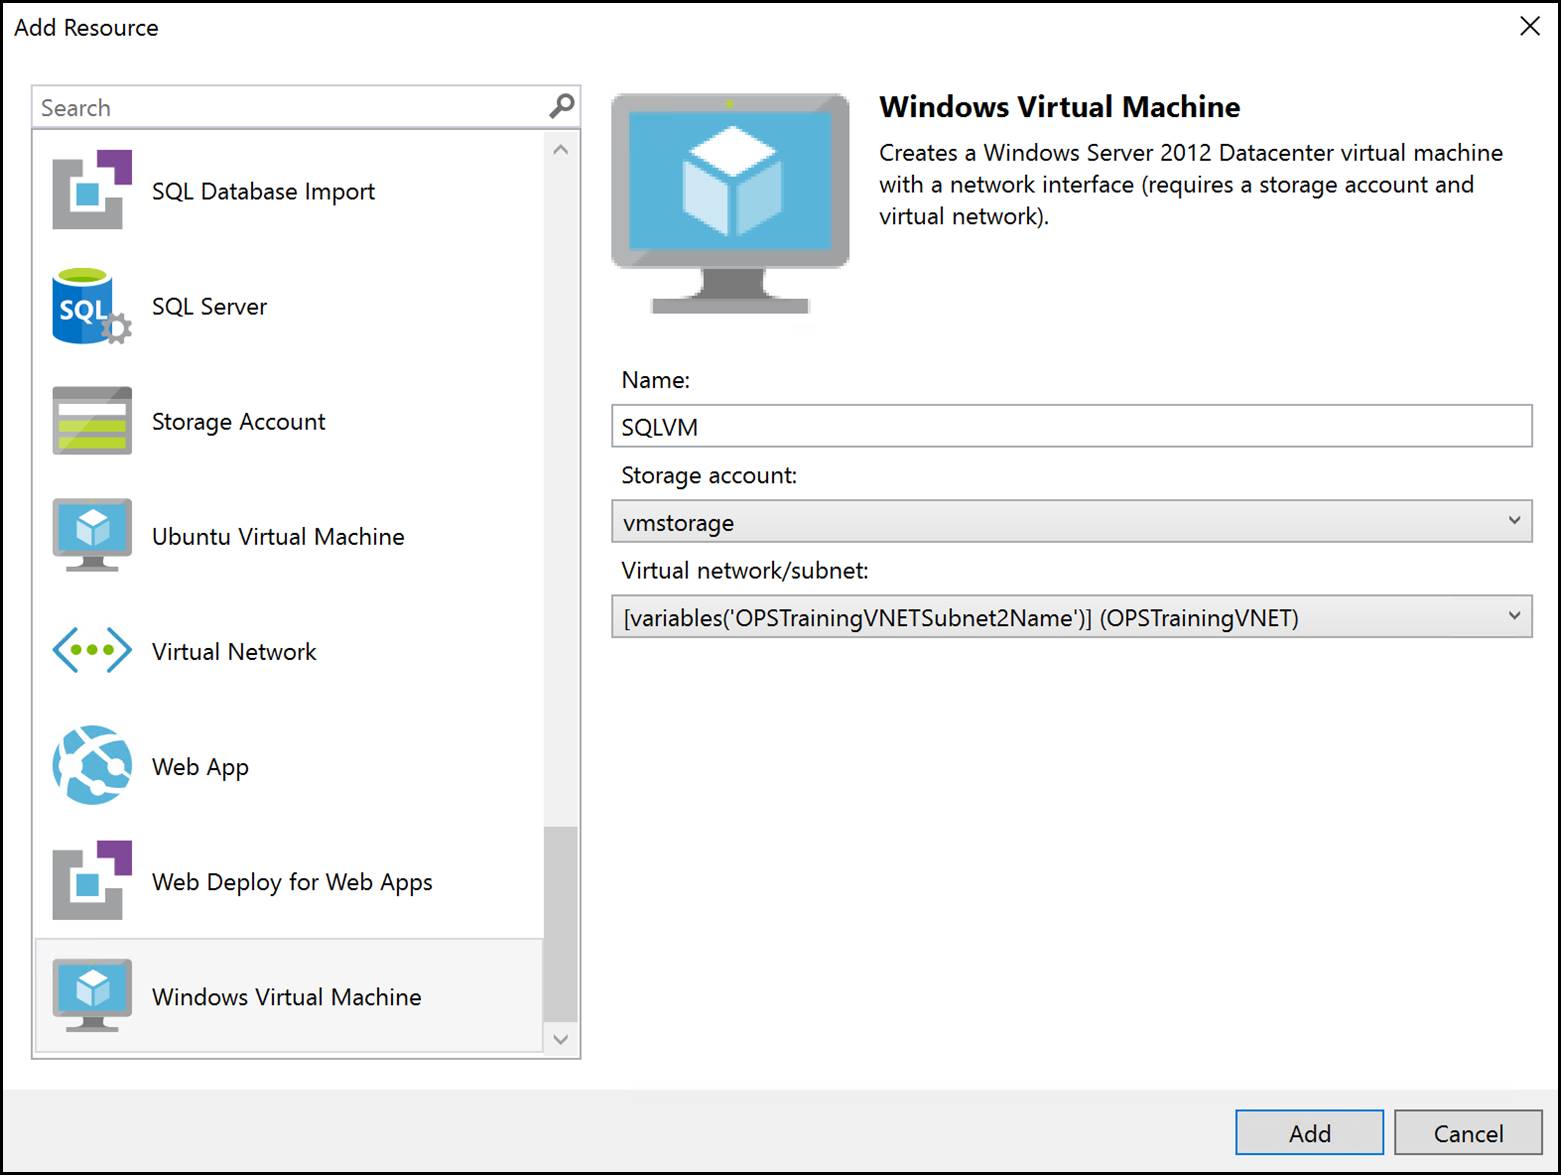 Add Resource
Search
SQL Database Import
SQL
SQL Server
Storage Account
Ubuntu Virtual Machine
Virtual Network
Web App
Web Deploy for Web Apps
Windows Virtual Machine
Windows Virtual Machine
Creates a Windows Server 2012 Datacenter virtual machine
with a network interface (requires a storage account and
virtual network).
Name:
SQLVM
Storage account:
vmstorage
Virtual network/subnet:
[variables('OPSTrainingVNETSubnet2Name')] (OPSTrainingVNET)
Add
Cancel